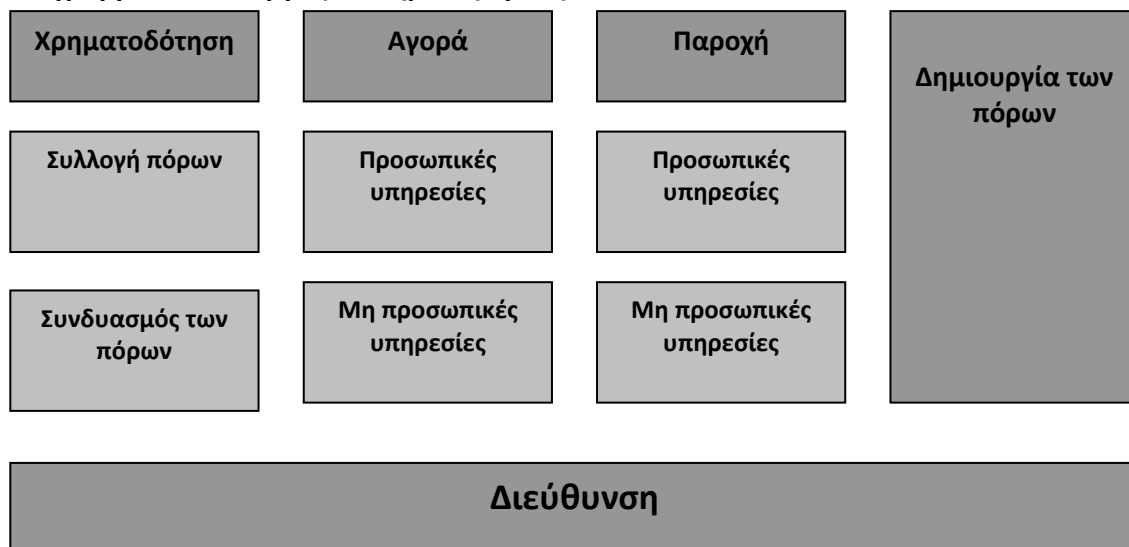 Χρηματοδότηση
Αγορά
Παροχή
Δημιουργία των
πόρων
Συλλογή πόρων
Προσωπικές
υπηρεσίες
Προσωπικές
υπηρεσίες
Συνδυασμός των
πόρων
Μη προσωπικές
υπηρεσίες
Μη προσωπικές
υπηρεσίες
Διεύθυνση